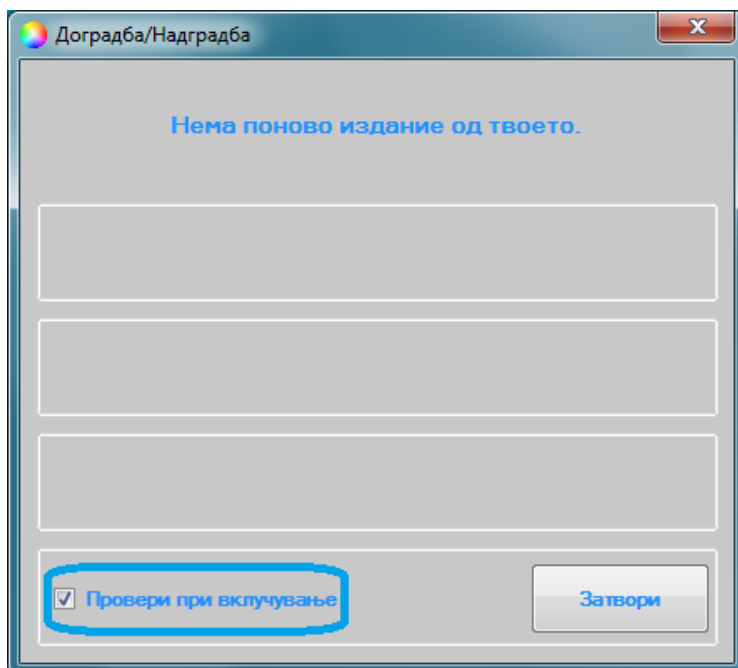 Доградба/Надградба
Нема поново издание од твоето.
Провери при вклучување
Затвори